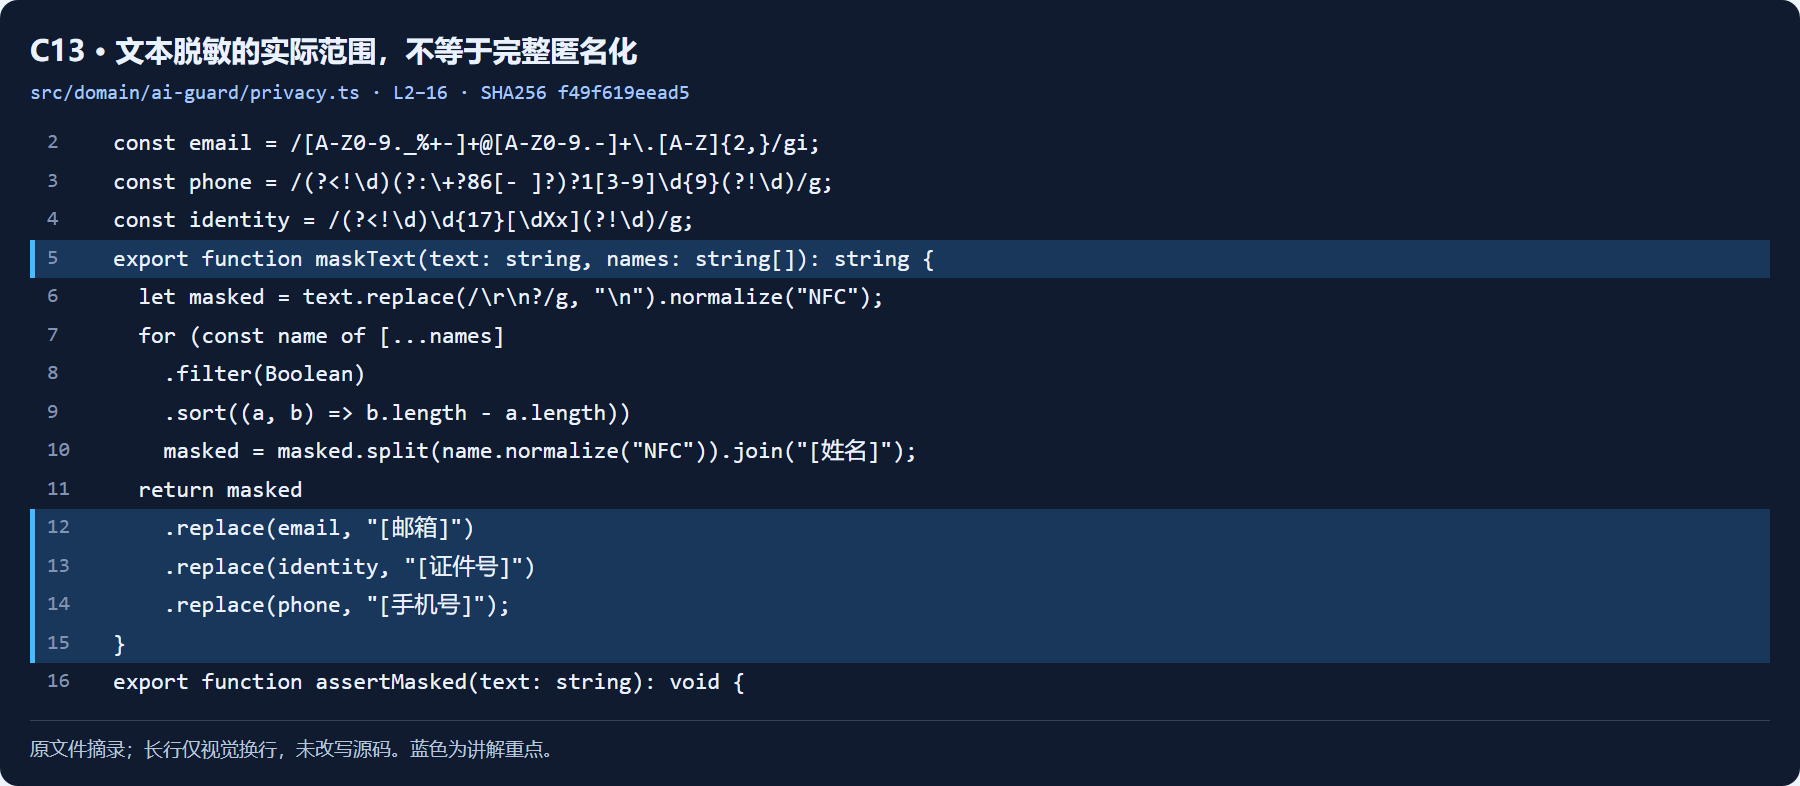 C13 • 文本脱敏的实际范围，不等于完整匿名化
src/domain/ai-guard/privacy.ts · L2–16 · SHA256 f49f619eead5
2 const email = /[A-Z0-9._%+-]+@[A-Z0-9.-]+\.[A-Z]{2,}/gi;
3 const phone = /(?<!\d)(?:\+?86[- ]?)?1[3-9]\d{9}(?!\d)/g;
4 const identity = /(?<!\d)\d{17}[\dXx](?!\d)/g;
5 export function maskText(text: string, names: string[]): string {
6   let masked = text.replace(/\r\n?/g, "\n").normalize("NFC");
7   for (const name of [...names]
8     .filter(Boolean)
9     .sort((a, b) => b.length - a.length))
10     masked = masked.split(name.normalize("NFC")).join("[姓名]");
11   return masked
12     .replace(email, "[邮箱]")
13     .replace(identity, "[证件号]")
14     .replace(phone, "[手机号]");
15 }
16 export function assertMasked(text: string): void {
原文件摘录；长行仅视觉换行，未改写源码。蓝色为讲解重点。